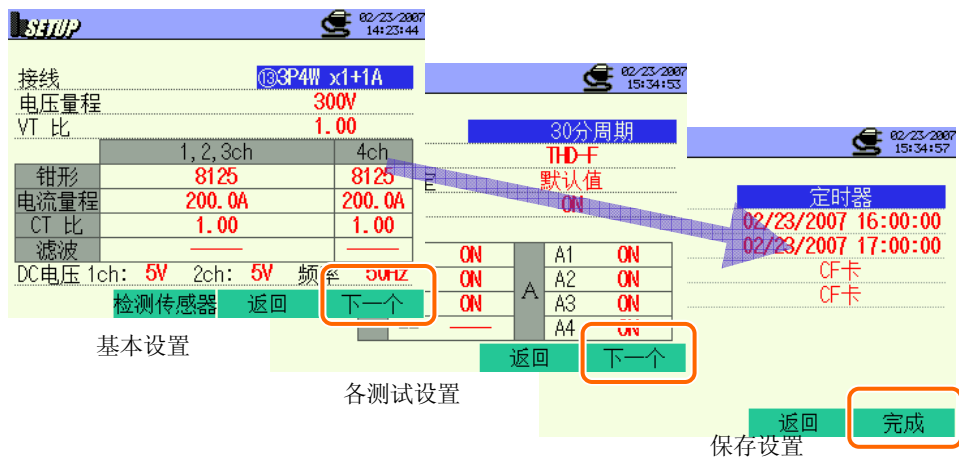 SETUP
02/23/2007
14:23:44
接线 ⑬3P4W x1+1A
电压量程 300V
VT 比 1.00
1,2,3ch 4ch
钳形 8125 8125
电流量程 200.0A 200.0A
CT 比 1.00 1.00
滤波
DC电压 1ch: 5V 2ch: 5V 频率 50Hz
检测传感器 返回 下一个
基本设置
02/23/2007
15:34:53
30分周期
THD-F
定 默认值
ON
ON A1 ON
ON A A2 ON
ON A3 ON
A4 ON
返回 下一个
各测试设置
02/23/2007
15:34:57
定时器
02/23/2007 16:00:00
02/23/2007 17:00:00
CF卡
CF卡
返回 完成
保存设置